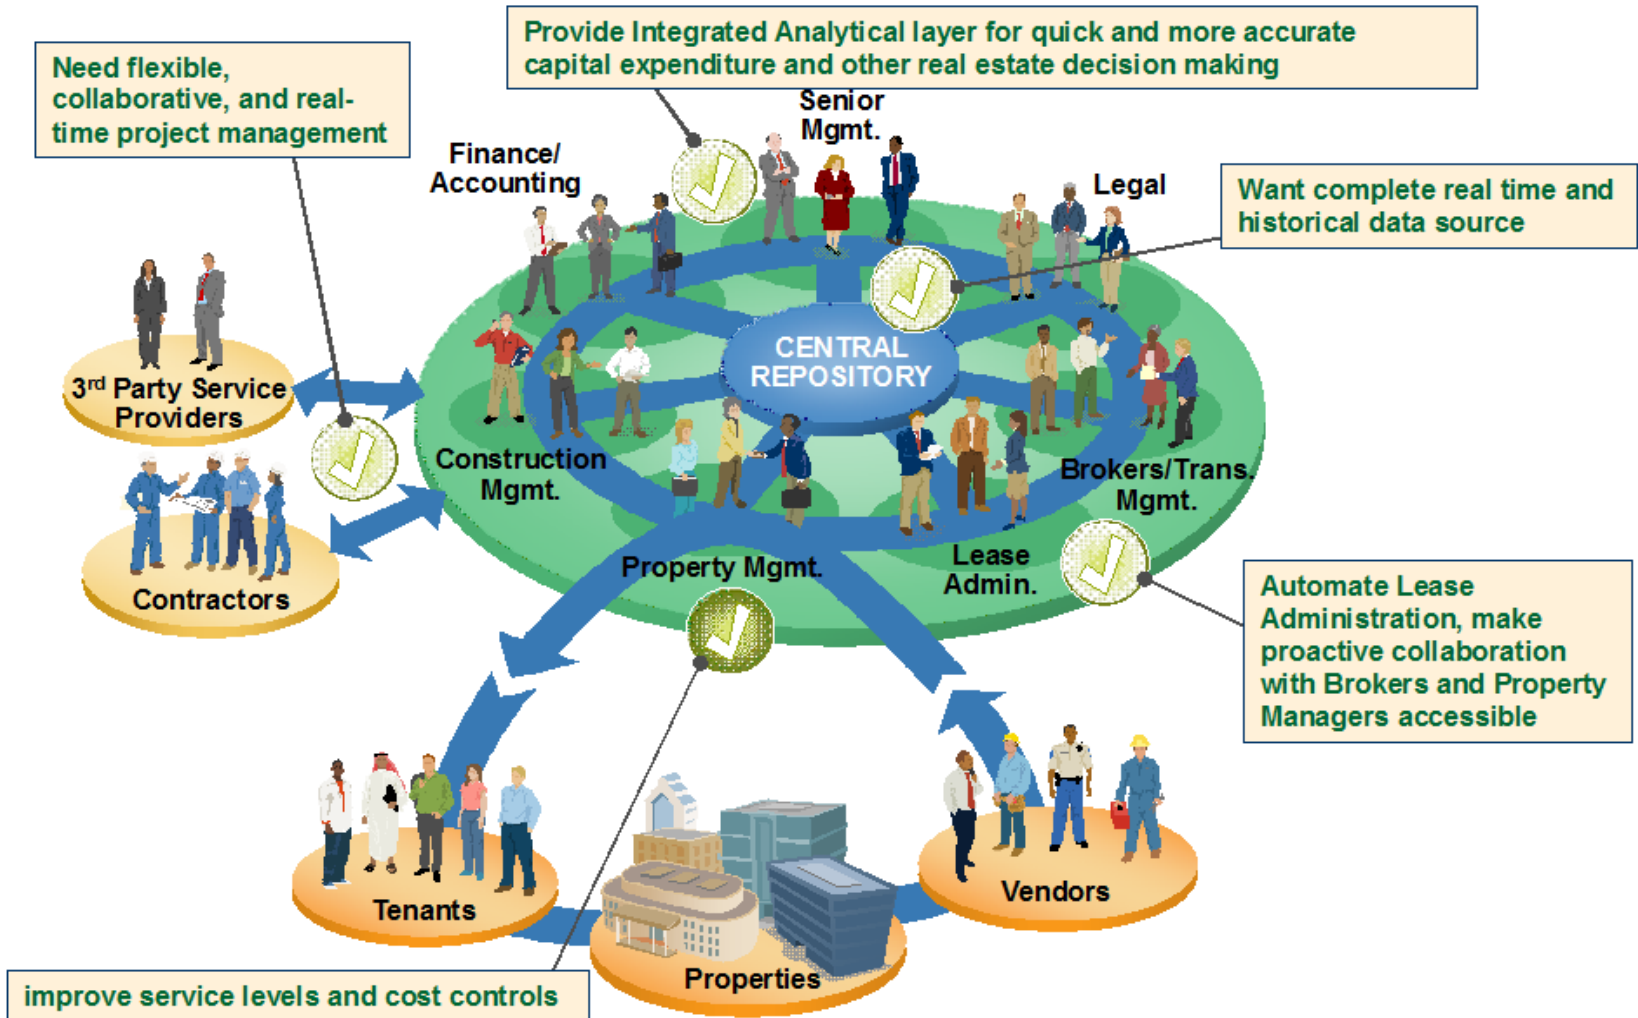 Provide Integrated Analytical layer for quick and more accurate
capital expenditure and other real estate decision making
Need flexible,
collaborative, and real-
time project management
Senior
Mgmt.
Finance/
Accounting
Legal
Want complete real time and
historical data source
CENTRAL
REPOSITORY
3rd Party Service
Providers
Construction
Mgmt.
Brokers/Trans.
Mgmt.
Contractors
Property Mgmt.
Lease
Admin.
Automate Lease
Administration, make
proactive collaboration
with Brokers and Property
Managers accessible
Tenants
Vendors
Properties
improve service levels and cost controls